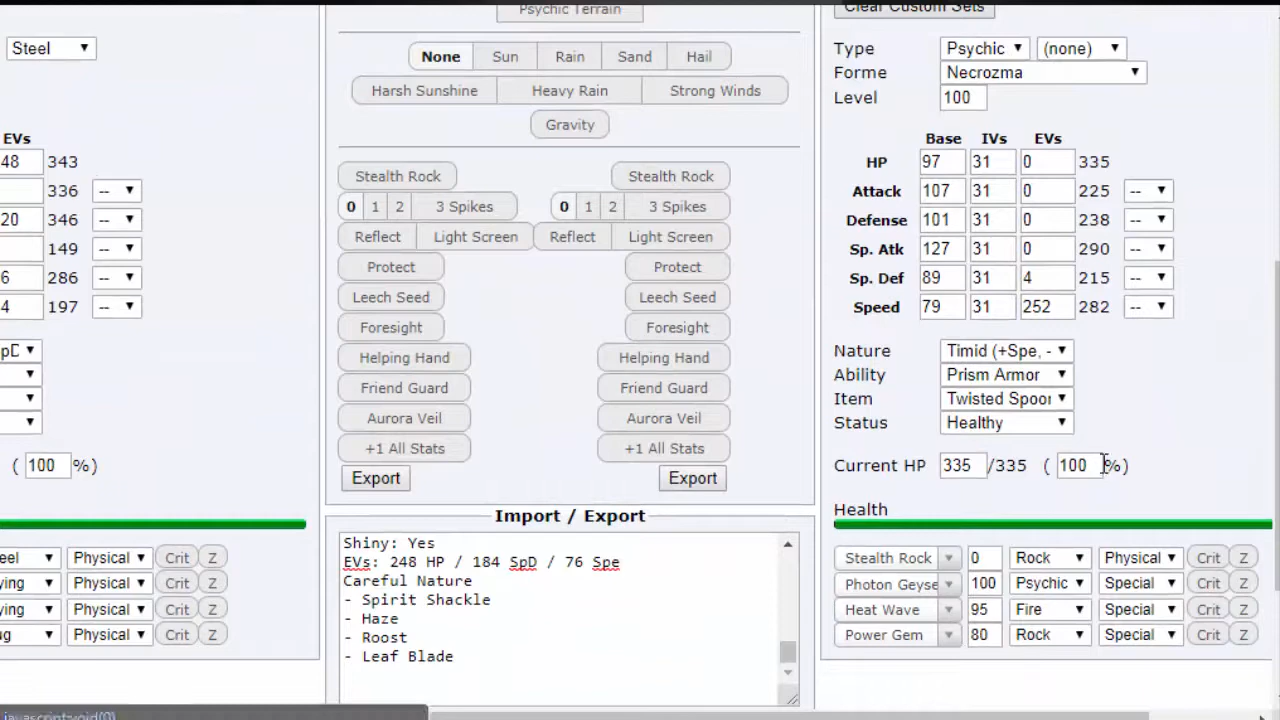 Psychic Terrain
None Sun Rain Sand Hail
Harsh Sunshine Heavy Rain Strong Winds
Gravity
Stealth Rock Stealth Rock
0 1 2 3 Spikes 0 1 2 3 Spikes
Reflect Light Screen Reflect Light Screen
Protect Protect
Leech Seed Leech Seed
Foresight Foresight
Helping Hand Helping Hand
Friend Guard Friend Guard
Aurora Veil Aurora Veil
+1 All Stats +1 All Stats
Export Export
Import / Export
Shiny: Yes
EVs: 248 HP / 184 SpD / 76 Spe
Careful Nature
- Spirit Shackle
- Haze
- Roost
- Leaf Blade
Steel
EVs
48 343
336 --
20 346 --
149 --
6 286 --
4 197 --
pD
( 100 %)
eel Physical Crit Z
ying Physical Crit Z
ying Physical Crit Z
ug Physical Crit Z
Clear Custom Sets
Type Psychic (none)
Forme Necrozma
Level 100
Base IVs EVs
HP 97 31 0 335
Attack 107 31 0 225 --
Defense 101 31 0 238 --
Sp. Atk 127 31 0 290 --
Sp. Def 89 31 4 215 --
Speed 79 31 252 282 --
Nature Timid (+Spe, -
Ability Prism Armor
Item Twisted Spoor
Status Healthy
Current HP 335 /335 ( 100 %)
Health
Stealth Rock 0 Rock Physical Crit Z
Photon Geyse 100 Psychic Special Crit Z
Heat Wave 95 Fire Special Crit Z
Power Gem 80 Rock Special Crit Z
javascript:void(0)